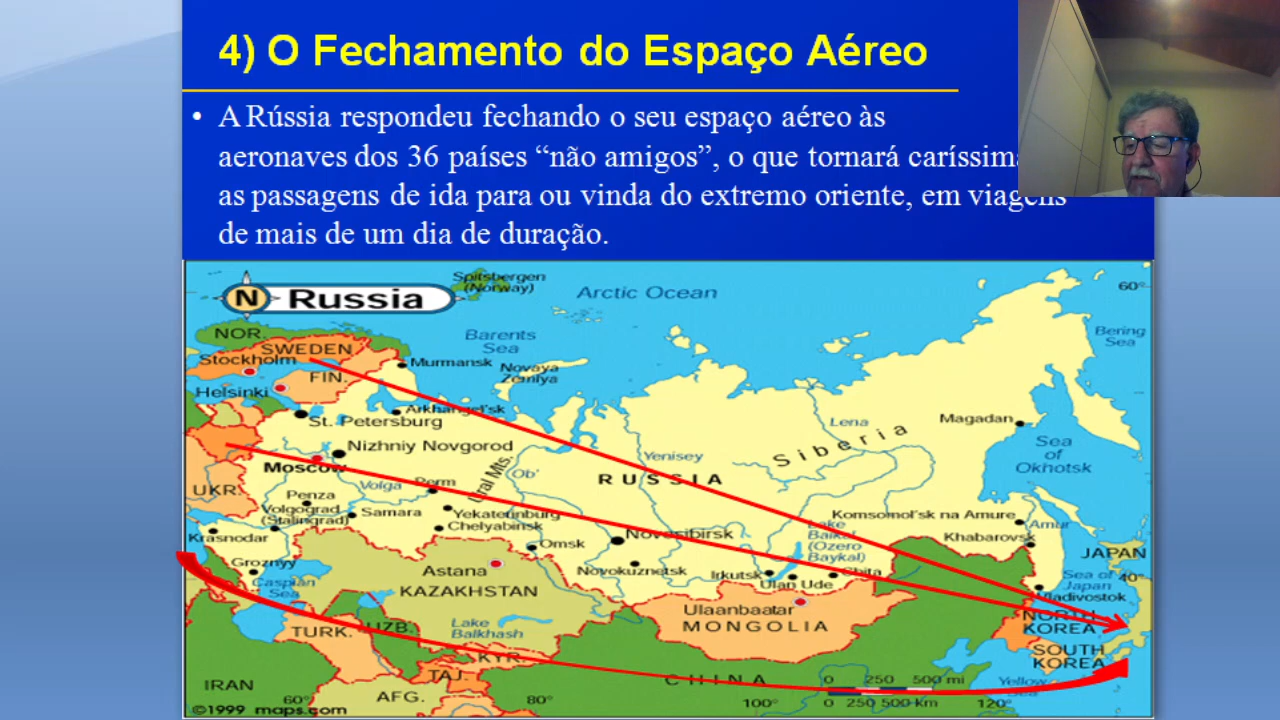 4) O Fechamento do Espaço Aéreo
• A Rússia respondeu fechando o seu espaço aéreo às
aeronaves dos 36 países “não amigos”, o que tornará
as passagens de ida para ou vinda do extremo oriente, em viagens
de mais de um dia de duração.
N Russia
Spitsbergen
(Norway)
Arctic Ocean
60°
Bering
Sea
Barents
Sea
NOR.
SWEDEN
Stockholm
Murmansk
Novaya
Zemlya
FIN.
Helsinki
Arkhangel'sk
St. Petersburg
Lena
Siberia
Magadan
Sea
of
Okhotsk
Nizhniy Novgorod
Moscow
Yenisey
RUSSIA
Ob'
Ural Mts.
UKR.
Volga
Perm
Penza
Volgograd
(Stalingrad)
Samara
Yekaterinburg
Chelyabinsk
Krasnodar
Omsk
Novosibirsk
Komsomol'sk na Amure
Amur
Lake
Baikal
(Ozero
Baykal)
Khabarovsk
JAPAN
Groznyy
Astana
Novokuznetsk
Irkutsk
Ulan Ude
Chita
Sea of
Japan
40°
Caspian
Sea
KAZAKHSTAN
Vladivostok
Ulaanbaatar
MONGOLIA
NORTH
KOREA
TURK.
UZB.
Lake
Balkhash
KYR.
SOUTH
KOREA
TAJ.
CHINA
0 250 500 mi
0 250 500 km
Yellow
Sea
IRAN
60°
AFG.
80°
100°
120°
©1999 maps.com